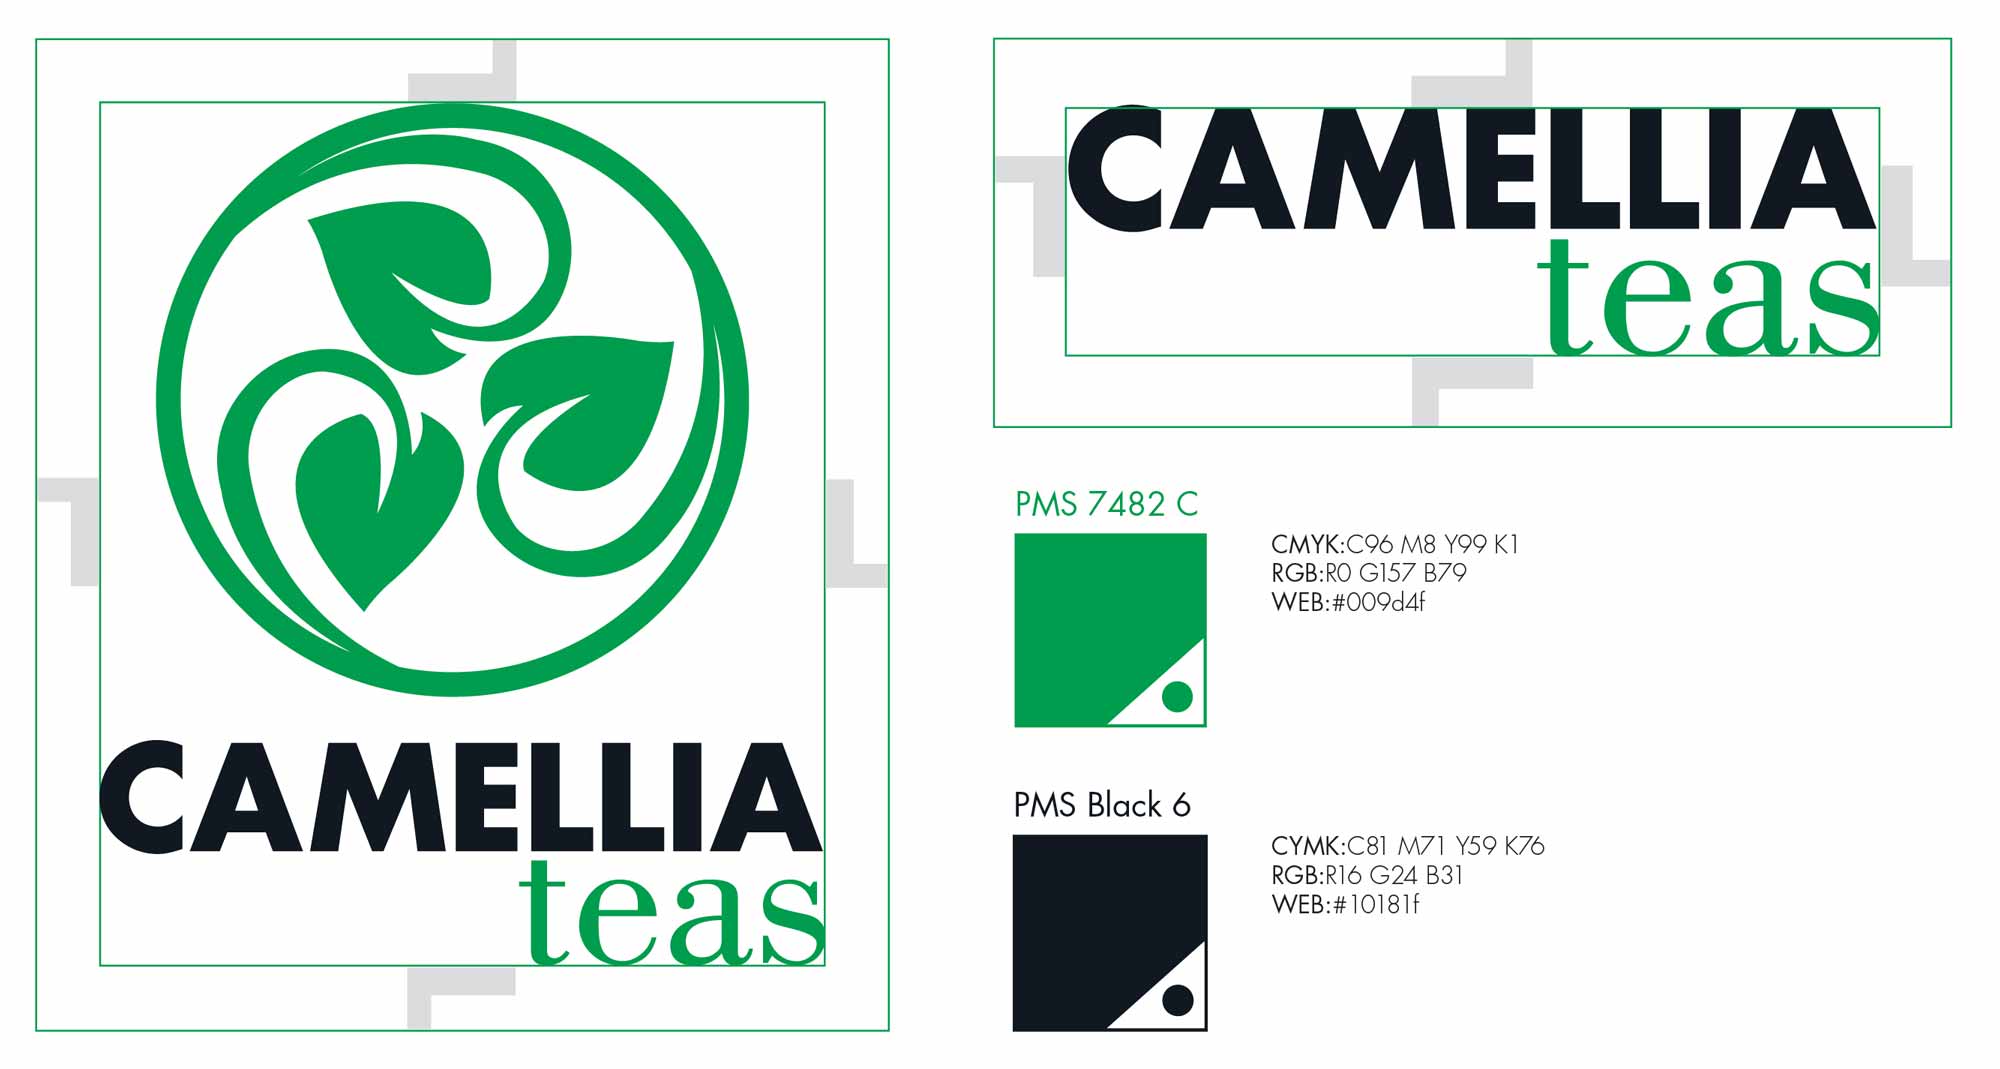 CAMELLIA
teas
CAMELLIA
teas
PMS 7482 C
CMYK:C96 M8 Y99 K1
RGB:R0 G157 B79
WEB:#009d4f
PMS Black 6
CYMK:C81 M71 Y59 K76
RGB:R16 G24 B31
WEB:#10181f